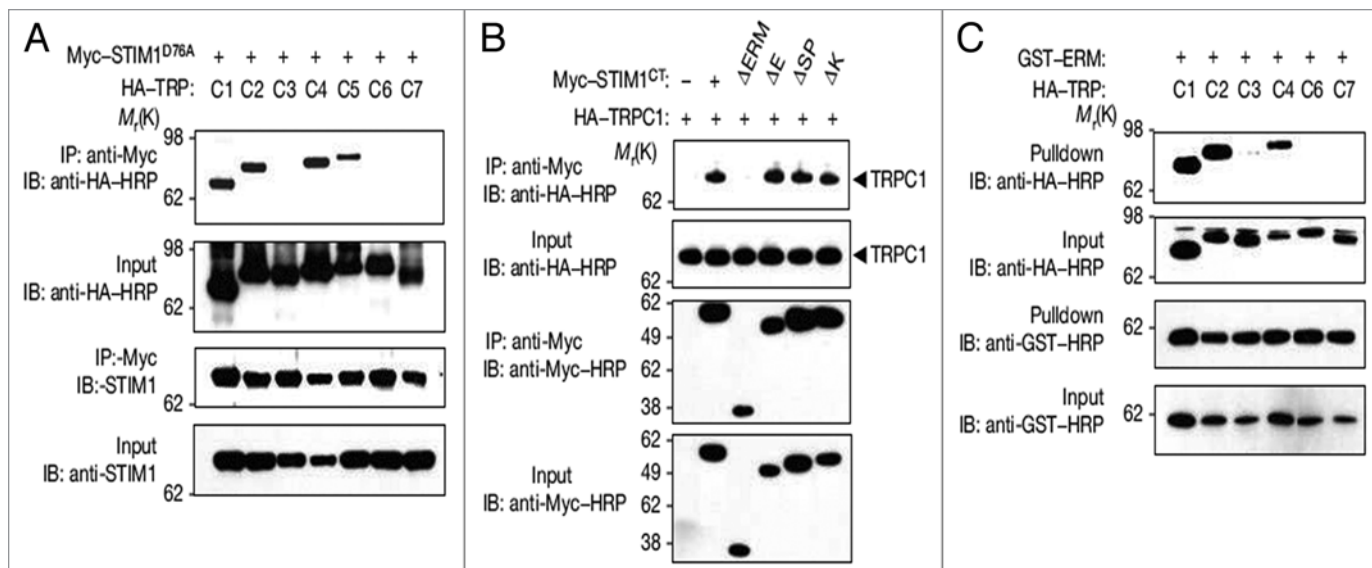 A
Myc–STIM1D76A + + + + + + +
HA–TRP: C1 C2 C3 C4 C5 C6 C7
Mr(K)
98
IP: anti-Myc
IB: anti-HA–HRP
62
98
Input
IB: anti-HA–HRP
62
IP:-Myc
IB:-STIM1
62
Input
IB: anti-STIM1
62
B
ΔERM ΔE ΔSP ΔK
Myc–STIM1CT: – +
HA–TRPC1: + + + + + +
Mr(K)
IP: anti-Myc
IB: anti-HA–HRP
62
◄TRPC1
Input
IB: anti-HA–HRP
62
◄TRPC1
62
49
IP: anti-Myc
IB: anti-Myc–HRP
62
38
62
49
Input
IB: anti-Myc–HRP
62
38
C
GST–ERM: + + + + + +
HA–TRP: C1 C2 C3 C4 C6 C7
Mr(K)
98
Pulldown
IB: anti-HA–HRP
62
98
Input
IB: anti-HA–HRP
62
Pulldown
IB: anti-GST–HRP
62
Input
IB: anti-GST–HRP
62